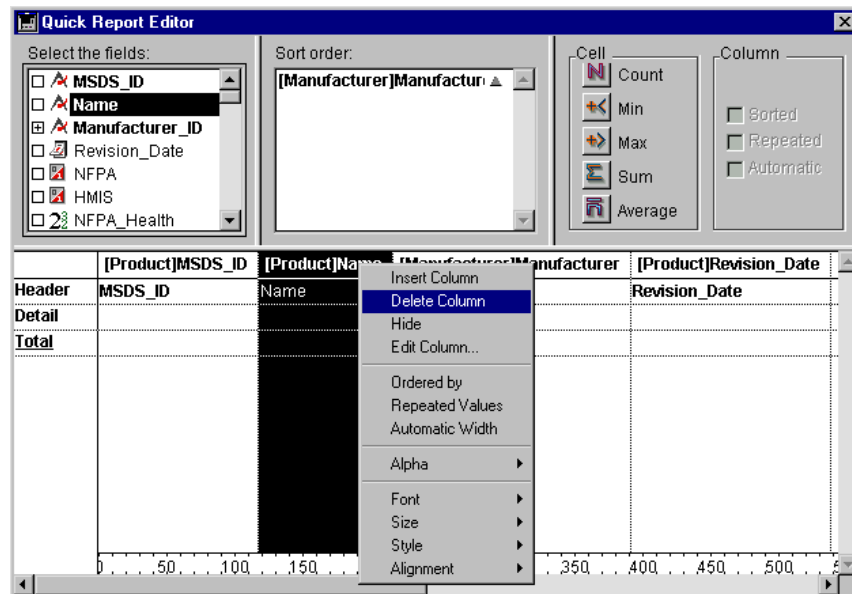 Quick Report Editor
Select the fields:
MSDS_ID
Name
Manufacturer_ID
Revision_Date
NFPA
HMIS
NFPA_Health
Sort order:
[Manufacturer]Manufactur
Cell
Count
Min
Max
Sum
Average
Column
Sorted
Repeated
Automatic
[Product]MSDS_ID [Product]Na [Manufacturer]Manufacturer [Product]Revision_Date
Header MSDS_ID Name Revision_Date
Detail
Total
Insert Column
Delete Column
Hide
Edit Column...
Ordered by
Repeated Values
Automatic Width
Alpha
Font
Size
Style
Alignment
0 50 100 150 350 400 450 500